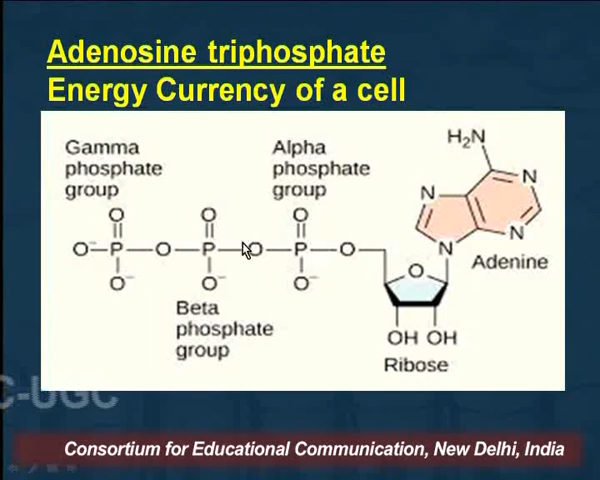 Adenosine triphosphate
Energy Currency of a cell
Gamma
phosphate
group
Alpha
phosphate
group
H₂N
N
N
N
N
Adenine
O
O
O
O⁻
P
O
P
O
P
O
O
O⁻
O⁻
O⁻
Beta
phosphate
group
OH OH
Ribose
C-UGC
Consortium for Educational Communication, New Delhi, India